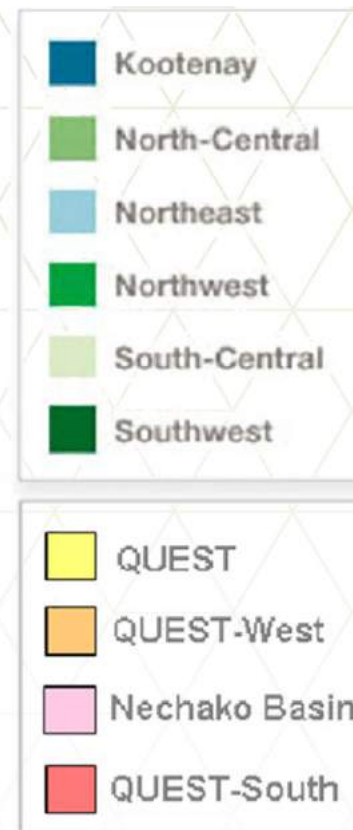 Kootenay
North-Central
Northeast
Northwest
South-Central
Southwest
QUEST
QUEST-West
Nechako Basin
QUEST-South